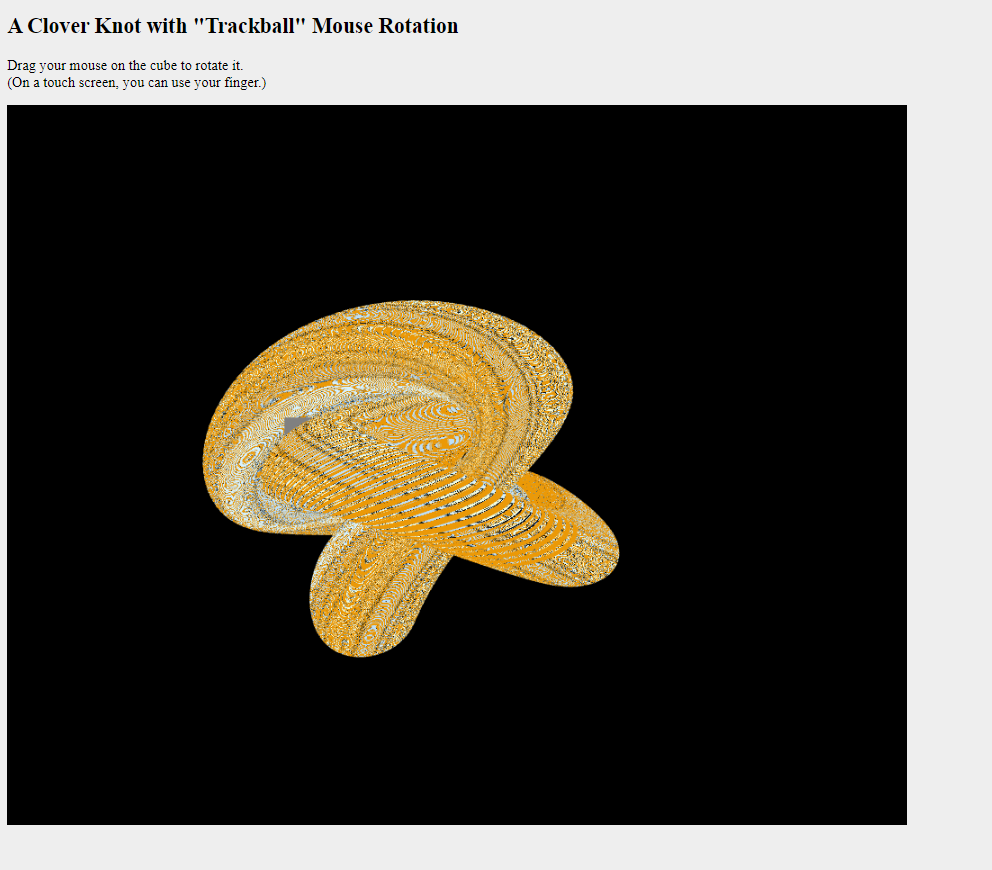 A Clover Knot with "Trackball" Mouse Rotation
Drag your mouse on the cube to rotate it.
(On a touch screen, you can use your finger.)